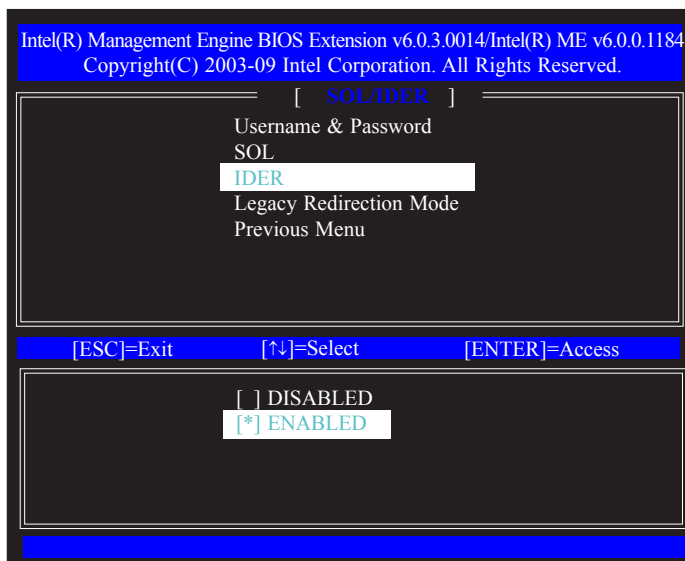 Intel(R) Management Engine BIOS Extension v6.0.3.0014/Intel(R) ME v6.0.0.1184
Copyright(C) 2003-09 Intel Corporation. All Rights Reserved.
[ SOL/IDER ]
Username & Password
SOL
IDER
Legacy Redirection Mode
Previous Menu
[ESC]=Exit [↑↓]=Select [ENTER]=Access
[ ] DISABLED
[*] ENABLED